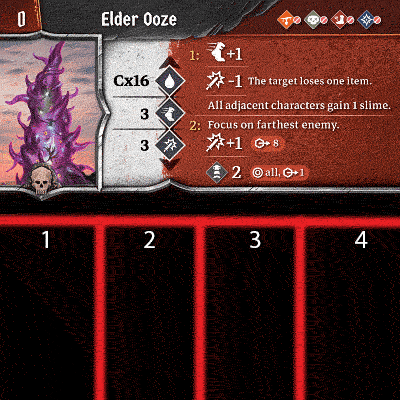 0 Elder Ooze
1: +1
Cx16
-1 The target loses one item.
All adjacent characters gain 1 slime.
3
2: Focus on farthest enemy.
3
+1 8
2 all, 1
1 2 3 4